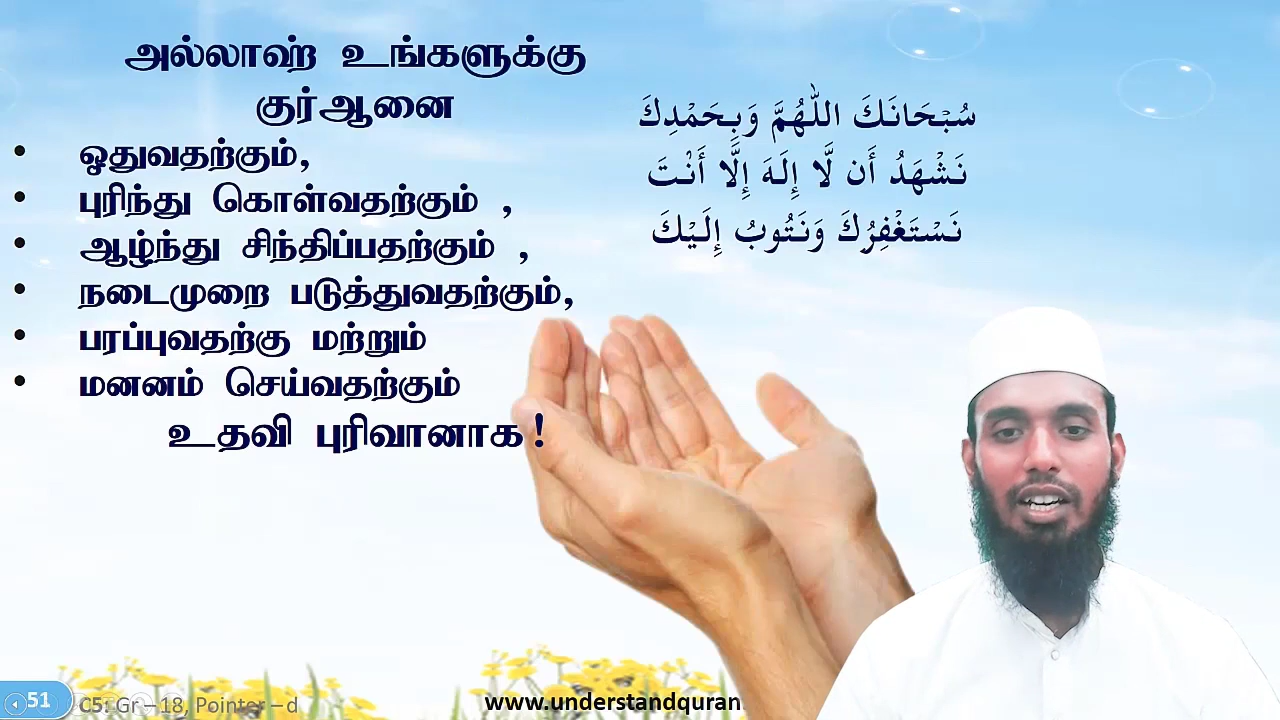 அல்லாஹ் உங்களுக்கு
குர்ஆனை
• ஓதுவதற்கும்,
• புரிந்து கொள்வதற்கும் ,
• ஆழ்ந்து சிந்திப்பதற்கும் ,
• நடைமுறை படுத்துவதற்கும்,
• பரப்புவதற்கு மற்றும்
• மனனம் செய்வதற்கும்
உதவி புரிவானாக!
سُبْحَانَكَ اللّٰهُمَّ وَبِحَمْدِكَ
نَشْهَدُ أَن لَّا إِلَهَ إِلَّا أَنْتَ
نَسْتَغْفِرُكَ وَنَتُوبُ إِلَيْكَ
51
C5: Gr – 18, Pointer – d
www.understandquran